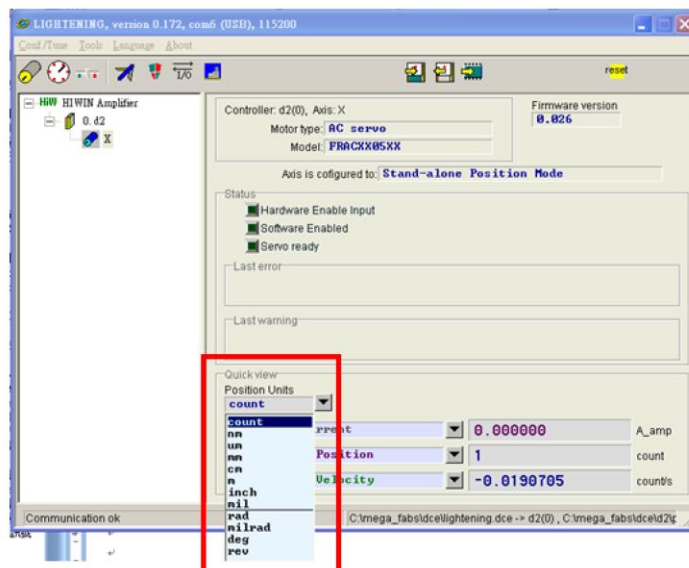 LIGHTENING, version 0.172, com6 (USB), 115200
Conf./Tune Tools Language About
I/O
reset
HIWIN Amplifier
0. d2
X
Controller: d2(0), Axis: X
Firmware version
0.026
Motor type: AC servo
Model: FRACXX05XX
Axis is cofigured to: Stand-alone Position Mode
Status
Hardware Enable Input
Software Enabled
Servo ready
Last error
Last warning
Quick view
Position Units
count
count
nm
um
mm
cm
m
inch
mil
rad
milrad
deg
rev
0.000000 A_amp
Position 1 count
Velocity -0.0190705 count/s
Communication ok
C:\mega_fabs\dce\lightening.dce -> d2(0) , C:\mega_fabs\dce\d2\p